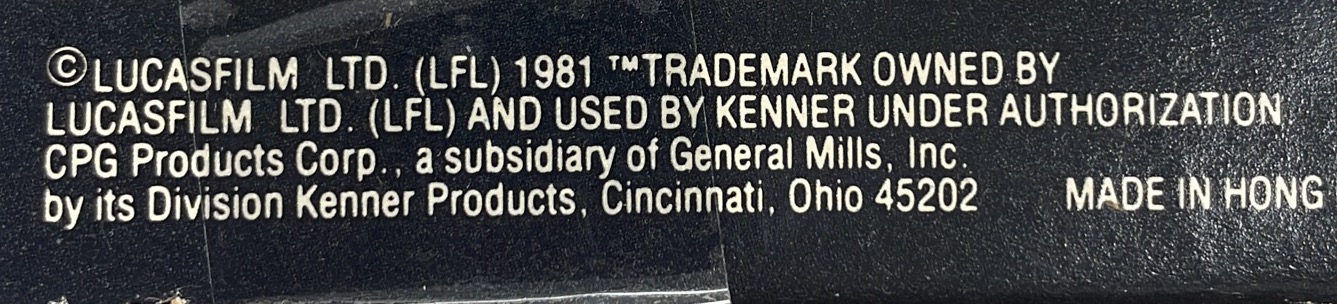 ©LUCASFILM LTD. (LFL) 1981 ™TRADEMARK OWNED BY
LUCASFILM LTD. (LFL) AND USED BY KENNER UNDER AUTHORIZATION.
CPG Products Corp., a subsidiary of General Mills, Inc.
by its Division Kenner Products, Cincinnati, Ohio 45202 MADE IN HONG